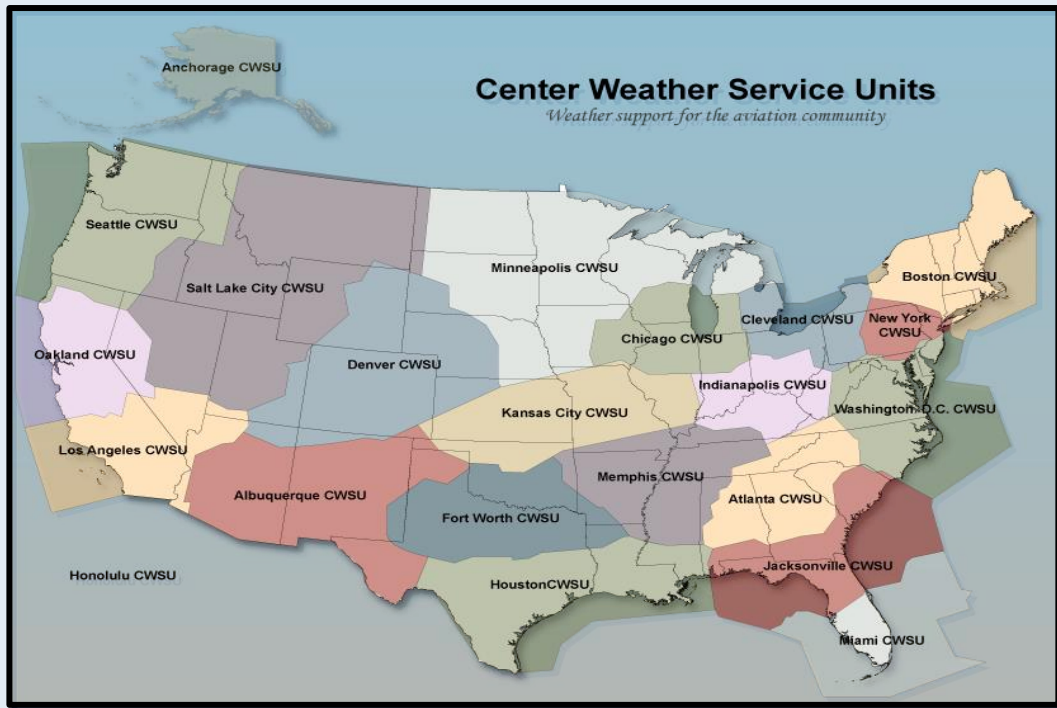 Anchorage CWSU
Center Weather Service Units
Weather support for the aviation community
Seattle CWSU
Minneapolis CWSU
Boston CWSU
Salt Lake City CWSU
Cleveland CWSU
New York
CWSU
Chicago CWSU
Oakland CWSU
Denver CWSU
Indianapolis CWSU
Kansas City CWSU
Washington. D.C. CWSU
Los Angeles CWSU
Memphis CWSU
Albuquerque CWSU
Atlanta CWSU
Fort Worth CWSU
Jacksonville CWSU
Honolulu CWSU
HoustonCWSU
Miami CWSU